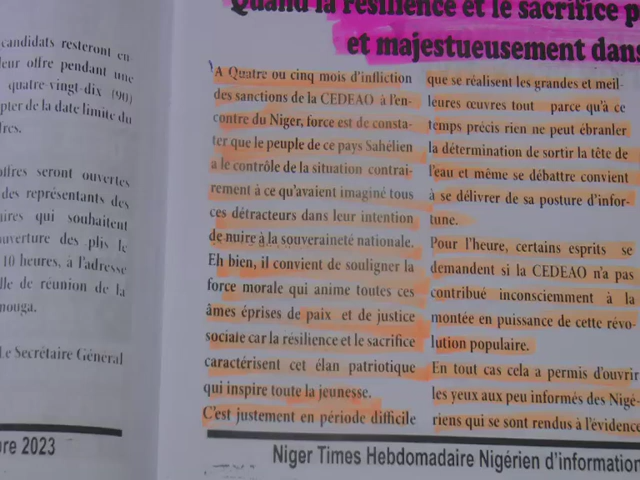 candidats resteront en-
leur offre pendant une
quatre vingt-dix (90)
pter de la date limite du
fres.
offres seront ouvertes
des représentants des
aires qui souhaitent
ouverture des plis le
10 heures, à l'adresse
lle de réunion de la
nouga.
Le Secrétaire Général
bre 2023
Quand la résilience et le sacrifice p
et majestueusement dans
A Quatre ou cinq mois d'infliction
des sanctions de la CEDEAO à l'en-
contre du Niger, force est de consta-
ter que le peuple de ce pays Sahélien
a le contrôle de la situation contrai-
rement à ce qu'avaient imaginé tous
ces détracteurs dans leur intention
de nuire à la souveraineté nationale.
Eh bien, il convient de souligner la
force morale qui anime toutes ces
âmes éprises de paix et de justice
sociale car la résilience et le sacrifice
caractérisent cet élan patriotique
qui inspire toute la jeunesse.
C'est justement en période difficile
que se réalisent les grandes et meil-
leures œuvres tout parce qu'à ce
temps précis rien ne peut ébranler
la détermination de sortir la tête de
l'eau et même se débattre convient
à se délivrer de sa posture d'infor-
tune.
Pour l'heure, certains esprits se
demandent si la CEDEAO n'a pas
contribué inconsciemment à la
montée en puissance de cette révo-
lution populaire.
En tout cas cela a permis d'ouvrir
les yeux aux peu informés des Nigé-
riens qui se sont rendus à l'évidence
Niger Times Hebdomadaire Nigérien d'information